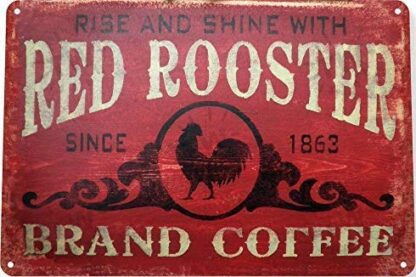 RISE AND SHINE WITH
RED ROOSTER
SINCE 1863
BRAND COFFEE